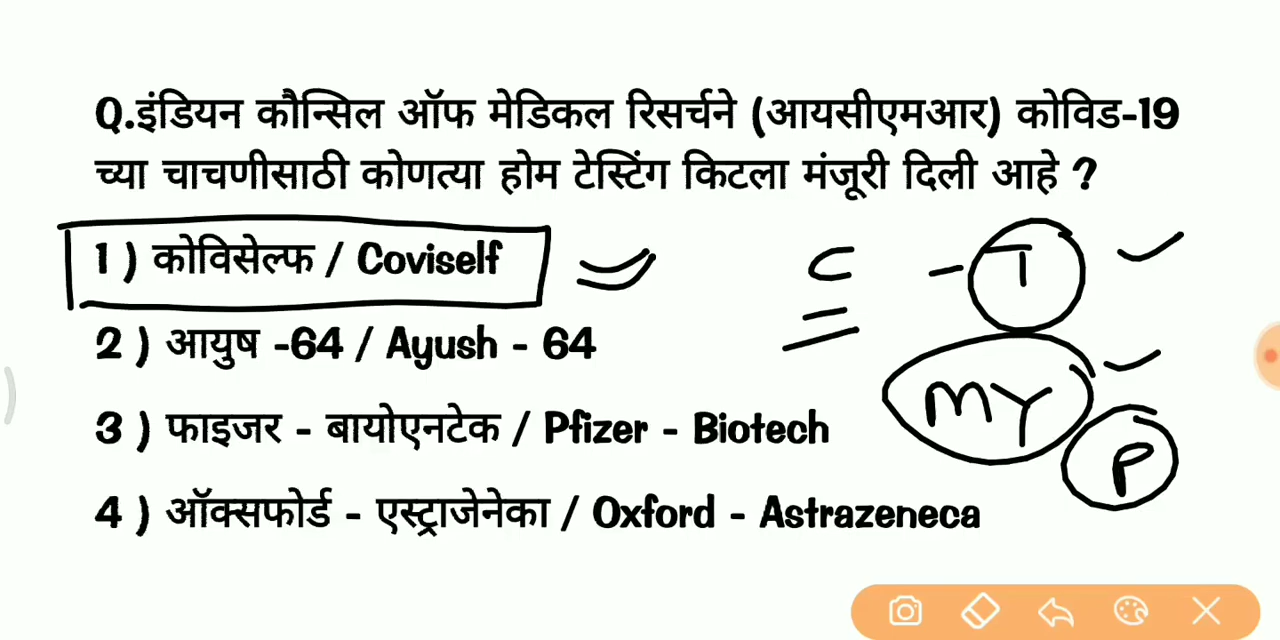 Q.इंडियन कौन्सिल ऑफ मेडिकल रिसर्चने (आयसीएमआर) कोविड-19
च्या चाचणीसाठी कोणत्या होम टेस्टिंग किटला मंजूरी दिली आहे ?
1 ) कोविसेल्फ / Coviself
2 ) आयुष -64 / Ayush - 64
3 ) फाइजर - बायोएनटेक / Pfizer - Biotech
4 ) ऑक्सफोर्ड - एस्ट्राजेनेका / Oxford - Astrazeneca
C - T
MY
P